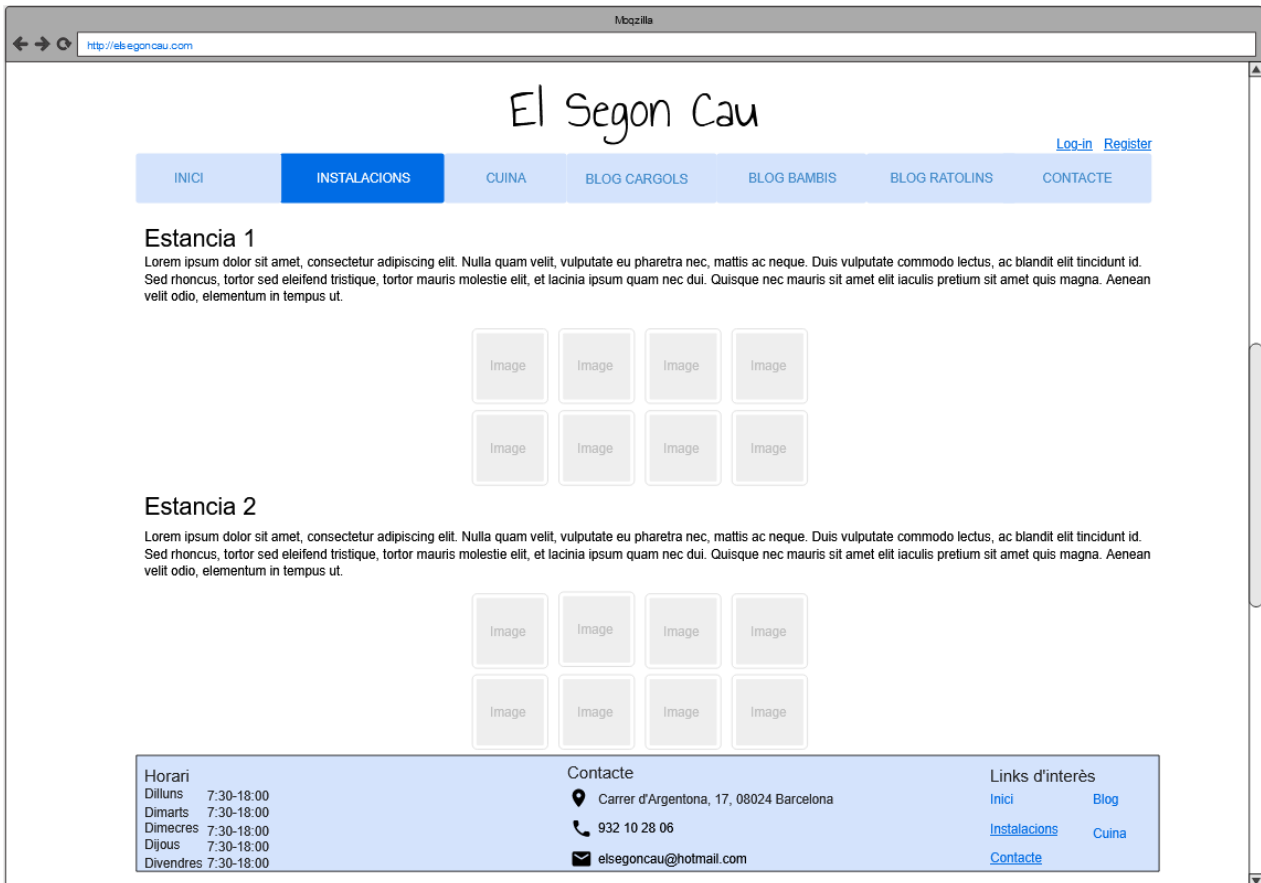 Moqzilla
http://elsegoncau.com
El Segon Cau
Log-in Register
INICI INSTALACIONS CUINA BLOG CARGOLS BLOG BAMBIS BLOG RATOLINS CONTACTE
Estancia 1
Lorem ipsum dolor sit amet, consectetur adipiscing elit. Nulla quam velit, vulputate eu pharetra nec, mattis ac neque. Duis vulputate commodo lectus, ac blandit elit tincidunt id.
Sed rhoncus, tortor sed eleifend tristique, tortor mauris molestie elit, et lacinia ipsum quam nec dui. Quisque nec mauris sit amet elit iaculis pretium sit amet quis magna. Aenean
velit odio, elementum in tempus ut.
Image Image Image Image
Image Image Image Image
Estancia 2
Lorem ipsum dolor sit amet, consectetur adipiscing elit. Nulla quam velit, vulputate eu pharetra nec, mattis ac neque. Duis vulputate commodo lectus, ac blandit elit tincidunt id.
Sed rhoncus, tortor sed eleifend tristique, tortor mauris molestie elit, et lacinia ipsum quam nec dui. Quisque nec mauris sit amet elit iaculis pretium sit amet quis magna. Aenean
velit odio, elementum in tempus ut.
Image Image Image Image
Image Image Image Image
Horari
Dilluns 7:30-18:00
Dimarts 7:30-18:00
Dimecres 7:30-18:00
Dijous 7:30-18:00
Divendres 7:30-18:00
Contacte
Carrer d'Argentona, 17, 08024 Barcelona
932 10 28 06
elsegoncau@hotmail.com
Links d'interès
Inici Blog
Instalacions Cuina
Contacte